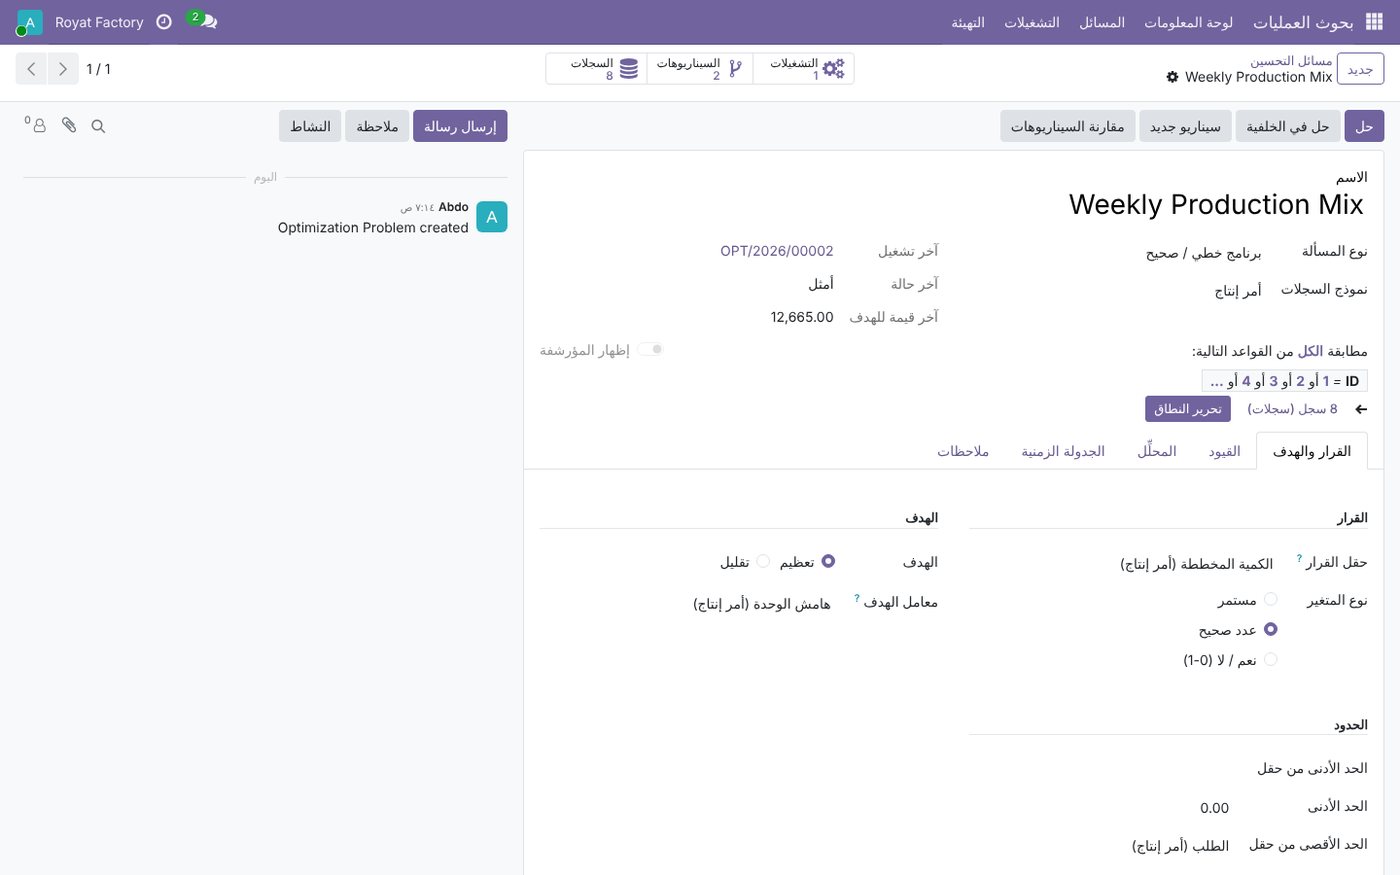 بحوث العمليات
لوحة المعلومات
المسائل
التشغيلات
التهيئة
2
Royat Factory
A
جديد
مسائل التحسين
Weekly Production Mix
التشغيلات
1
السيناريوهات
2
السجلات
8
1 / 1
حل
حل في الخلفية
سيناريو جديد
مقارنة السيناريوهات
إرسال رسالة
ملاحظة
النشاط
0
اليوم
A
Abdo ٧:١٤ ص
Optimization Problem created
الاسم
Weekly Production Mix
نوع المسألة برنامج خطي / صحيح
نموذج السجلات أمر إنتاج
آخر تشغيل OPT/2026/00002
آخر حالة أمثل
آخر قيمة للهدف 12,665.00
مطابقة الكل من القواعد التالية:
إظهار المؤرشفة
ID = 1 أو 2 أو 3 أو 4 أو ...
8 سجل (سجلات)
تحرير النطاق
القرار والهدف
القيود
المحلِّل
الجدولة الزمنية
ملاحظات
القرار
حقل القرار ? الكمية المخططة (أمر إنتاج)
نوع المتغير
مستمر
عدد صحيح
نعم / لا (0-1)
الهدف
الهدف تعظيم تقليل
معامل الهدف ? هامش الوحدة (أمر إنتاج)
الحدود
الحد الأدنى من حقل
الحد الأدنى 0.00
الحد الأقصى من حقل الطلب (أمر إنتاج)